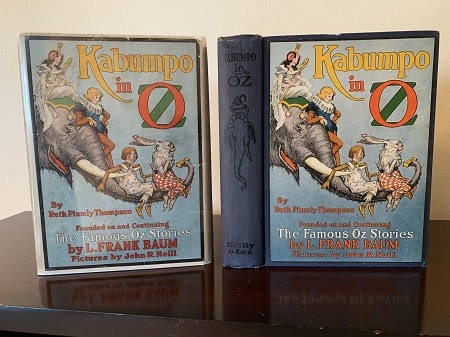 Kabumpo
in
OZ
By
Ruth Plumly Thompson
Founded on and Continuing
The Famous Oz Stories
by L. FRANK BAUM
Pictures by John R. Neill
KABUMPO
in
OZ
Reilly
& Lee
Kabumpo
in
OZ
By
Ruth Plumly Thompson
Founded on and Continuing
The Famous Oz Stories
by L. FRANK BAUM
Pictures by John R. Neill